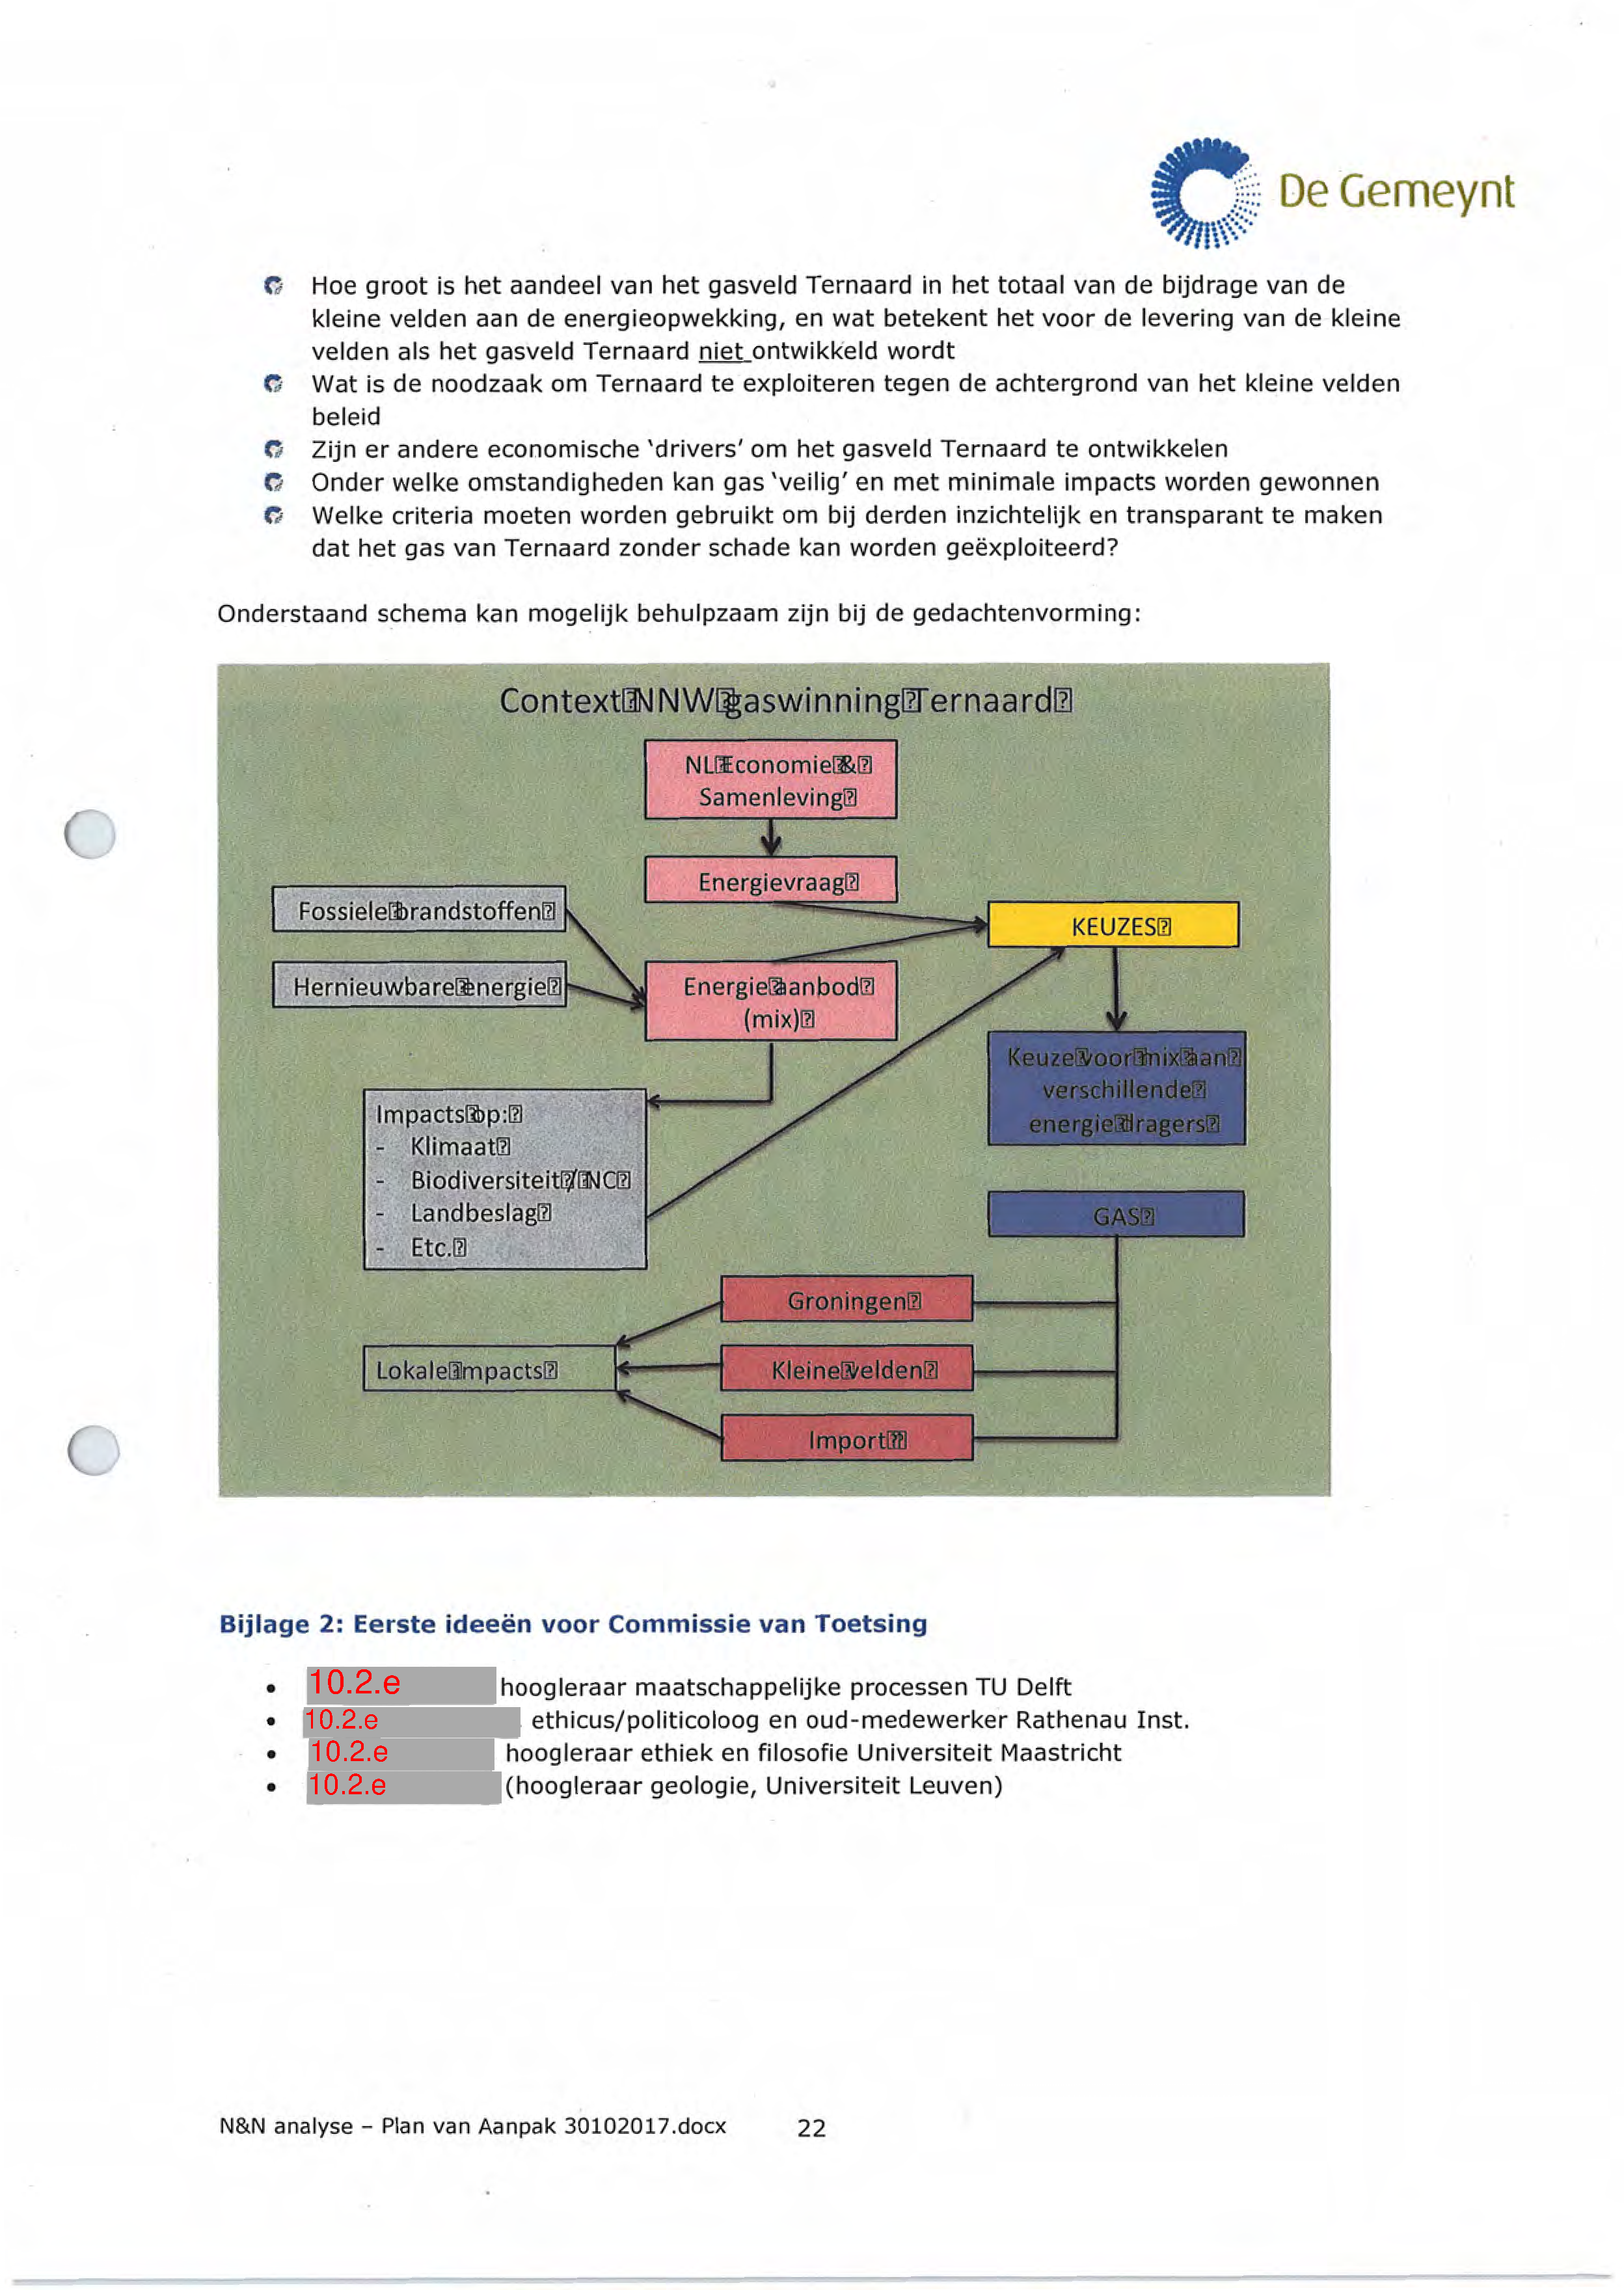 De Gemeynt
Hoe groot is het aandeel van het gasveld Ternaard in het totaal van de bijdrage van de
kleine velden aan de energieopwekking, en wat betekent het voor de levering van de kleine
velden als het gasveld Ternaard niet ontwikkeld wordt
Wat is de noodzaak om Ternaard te exploiteren tegen de achtergrond van het kleine velden
beleid
Zijn er andere economische 'drivers' om het gasveld Ternaard te ontwikkelen
Onder welke omstandigheden kan gas 'veilig' en met minimale impacts worden gewonnen
Welke criteria moeten worden gebruikt om bij derden inzichtelijk en transparant te maken
dat het gas van Ternaard zonder schade kan worden geëxploiteerd?
Onderstaand schema kan mogelijk behulpzaam zijn bij de gedachtenvorming:
Context NNW gaswinning Ternaard
NL Economie &
Samenleving
Energievraag
Fossiele brandstoffen
KEUZES
Hernieuwbare energie
Energie aanbod
(mix)
Keuze voor mix aan
verschillende
energie dragers
Impacts op:
- Klimaat
- Biodiversiteit / NC
- Landbeslag
- Etc.
GAS
Groningen
Lokale impacts
Kleine velden
Import
Bijlage 2: Eerste ideeën voor Commissie van Toetsing
• 10.2.e hoogleraar maatschappelijke processen TU Delft
• 10.2.e ethicus/politicoloog en oud-medewerker Rathenau Inst.
• 10.2.e hoogleraar ethiek en filosofie Universiteit Maastricht
• 10.2.e (hoogleraar geologie, Universiteit Leuven)
N&N analyse – Plan van Aanpak 30102017.docx 22